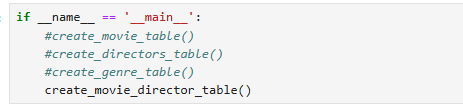 if __name__ == '__main__':
    #create_movie_table()
    #create_directors_table()
    #create_genre_table()
    create_movie_director_table()